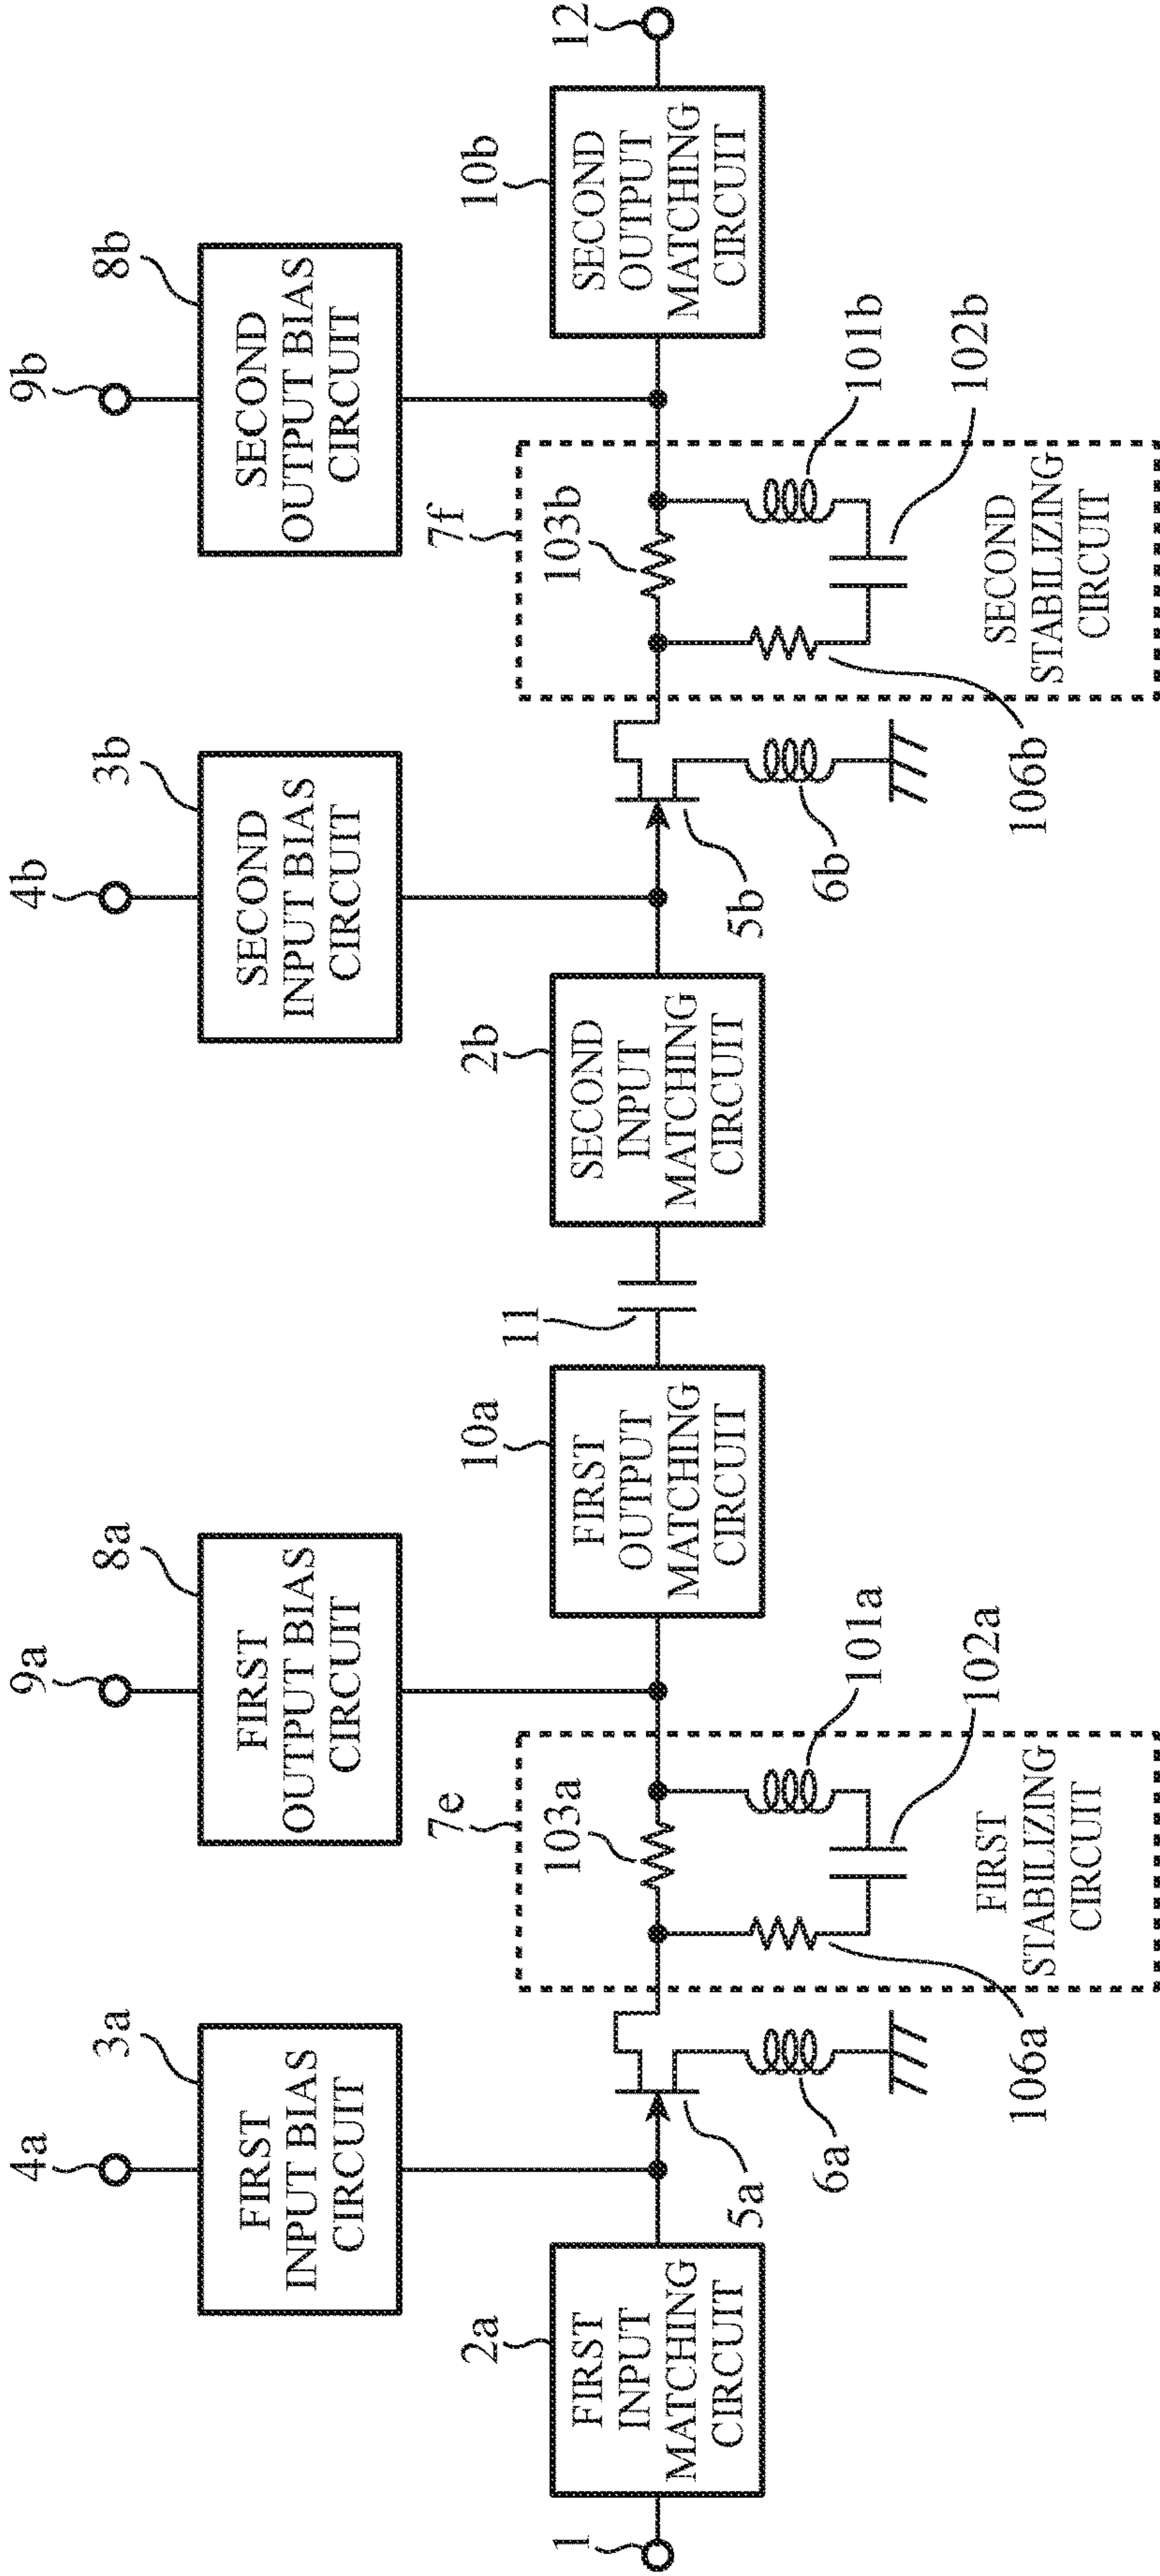 9a
9b
4a
4b
3a
8a
3b
8b
FIRST
INPUT BIAS
CIRCUIT
FIRST
OUTPUT BIAS
CIRCUIT
SECOND
INPUT BIAS
CIRCUIT
SECOND
OUTPUT BIAS
CIRCUIT
1
2a
7e
10a
11
2b
7f
10b
12
FIRST
INPUT
MATCHING
CIRCUIT
103a
FIRST
OUTPUT
MATCHING
CIRCUIT
SECOND
INPUT
MATCHING
CIRCUIT
103b
SECOND
OUTPUT
MATCHING
CIRCUIT
5a
6a
101a
102a
106a
FIRST
STABILIZING
CIRCUIT
5b
6b
101b
102b
106b
SECOND
STABILIZING
CIRCUIT